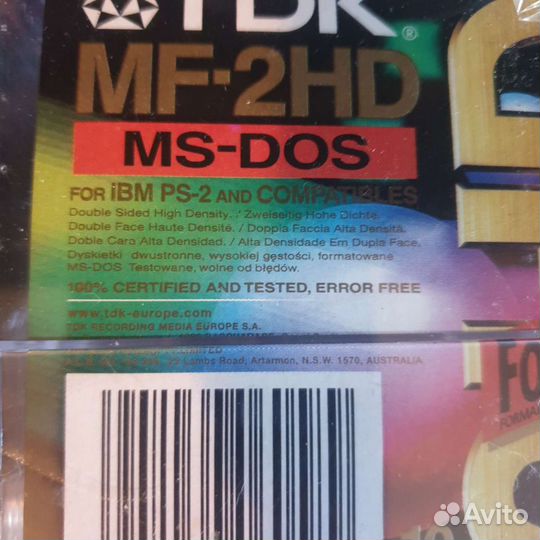 TDK®
MF-2HD
MS-DOS
FOR iBM PS-2 AND COMPATIBLES
Double Sided High Density. / Zweiseitig Hohe Dichte.
Double Face Haute Densité. / Doppia Faccia Alta Densità.
Doble Cara Alta Densidad. / Alta Densidade Em Dupla Face.
Dyskietki dwustronne, wysokiej gęstości, formatowane
MS-DOS Testowane, wolne od błędów.
100% CERTIFIED AND TESTED, ERROR FREE
www.tdk-europe.com
TDK RECORDING MEDIA EUROPE S.A.
LIMITED
Lambs Road, Artarmon, N.S.W. 1570, AUSTRALIA
FO
FORMA
Avito